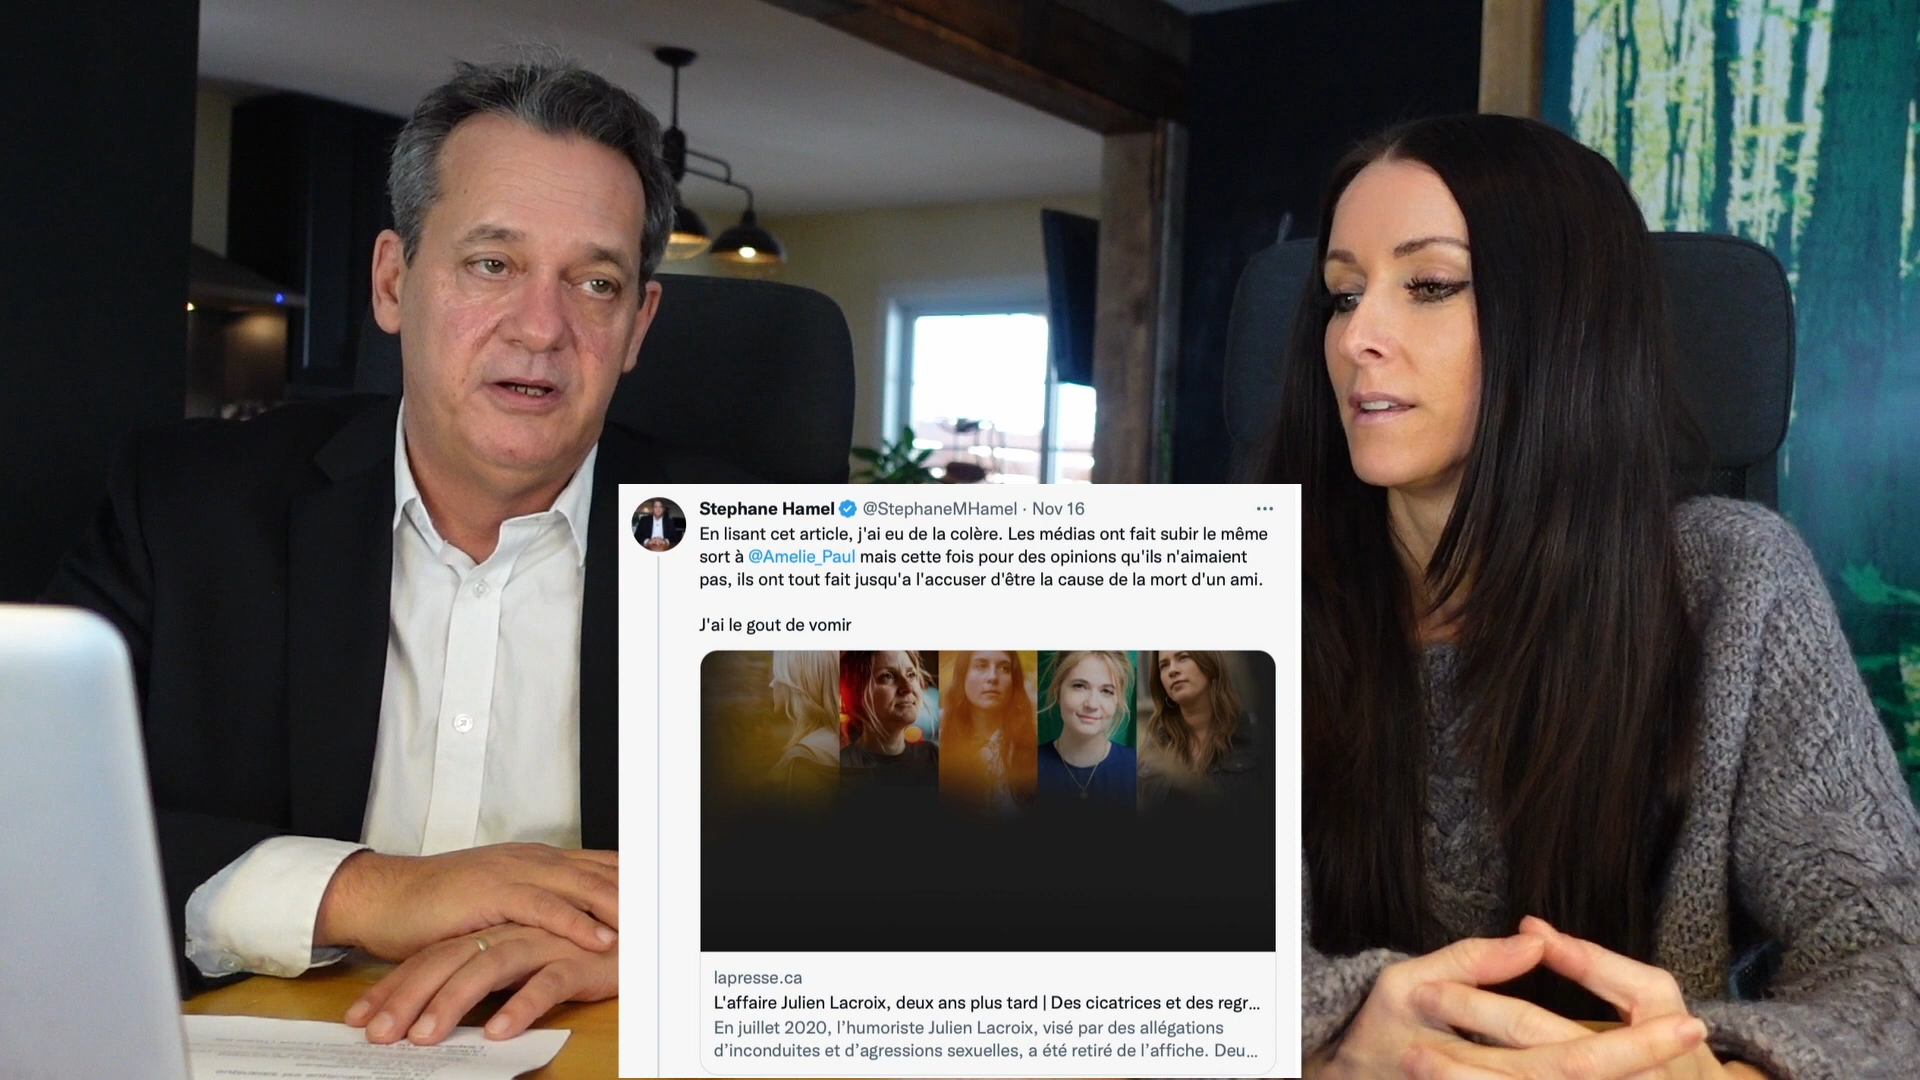 Stephane Hamel @StephaneMHamel · Nov 16
En lisant cet article, j'ai eu de la colère. Les médias ont fait subir le même
sort à @Amelie_Paul mais cette fois pour des opinions qu'ils n'aimaient
pas, ils ont tout fait jusqu'a l'accuser d'être la cause de la mort d'un ami.
J'ai le gout de vomir
lapresse.ca
L'affaire Julien Lacroix, deux ans plus tard | Des cicatrices et des regr...
En juillet 2020, l’humoriste Julien Lacroix, visé par des allégations
d’inconduites et d’agressions sexuelles, a été retiré de l’affiche. Deu...